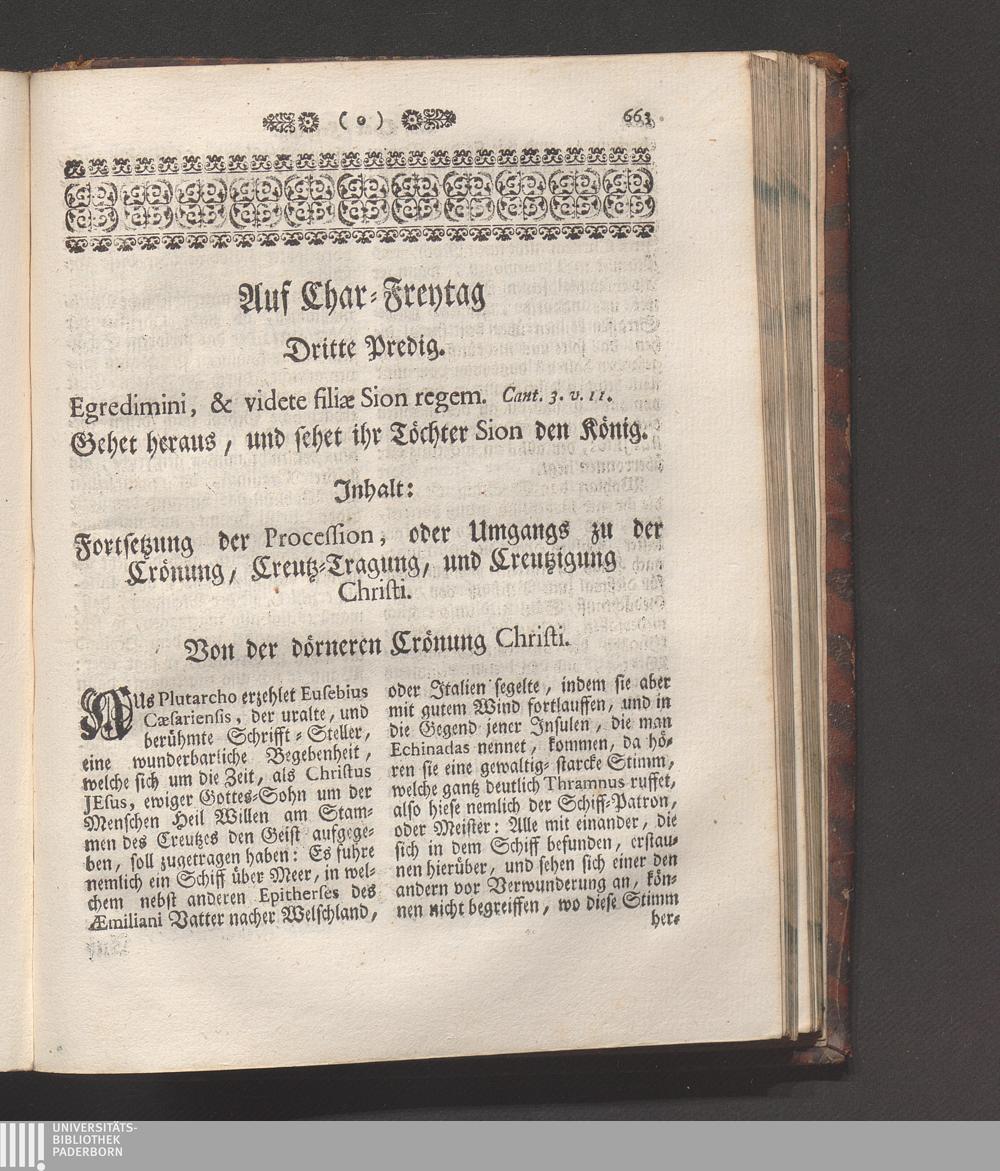 ( o ) 663
Auf Char-Freytag
Dritte Predig.
Egredimini, & videte filiæ Sion regem. Cant. 3. v. 11.
Gehet heraus, und sehet ihr Töchter Sion den König.
Inhalt:
Fortsetzung der Procession, oder Umgangs zu der
Crönung, Creutz-Tragung, und Creutzigung
Christi.
Von der dörneren Crönung Christi.
AUs Plutarcho erzehlet Eusebius
Cæsariensis, der uralte, und
berühmte Schrifft-Steller,
eine wunderbarliche Begebenheit,
welche sich um die Zeit, als Christus
JEsus, ewiger Gottes-Sohn um der
Menschen Heil Willen am Stam-
men des Creutzes den Geist aufgege-
ben, soll zugetragen haben: Es fuhre
nemlich ein Schiff über Meer, in wel-
chem nebst anderen Epitherses des
Æmiliani Vatter nacher Welschland,
oder Italien segelte, indem sie aber
mit gutem Wind fortlauffen, und in
die Gegend jener Insulen, die man
Echinadas nennet, kommen, da hö-
ren sie eine gewaltig-starcke Stimm,
welche gantz deutlich Thramnus ruffet,
also hiese nemlich der Schiff-Patron,
oder Meister: Alle mit einander, die
sich in dem Schiff befunden, erstau-
nen hierüber, und sehen sich einer den
andern vor Verwunderung an, kön-
nen nicht begreiffen, wo diese Stimm
her-
UNIVERSITÄTS-
BIBLIOTHEK
PADERBORN